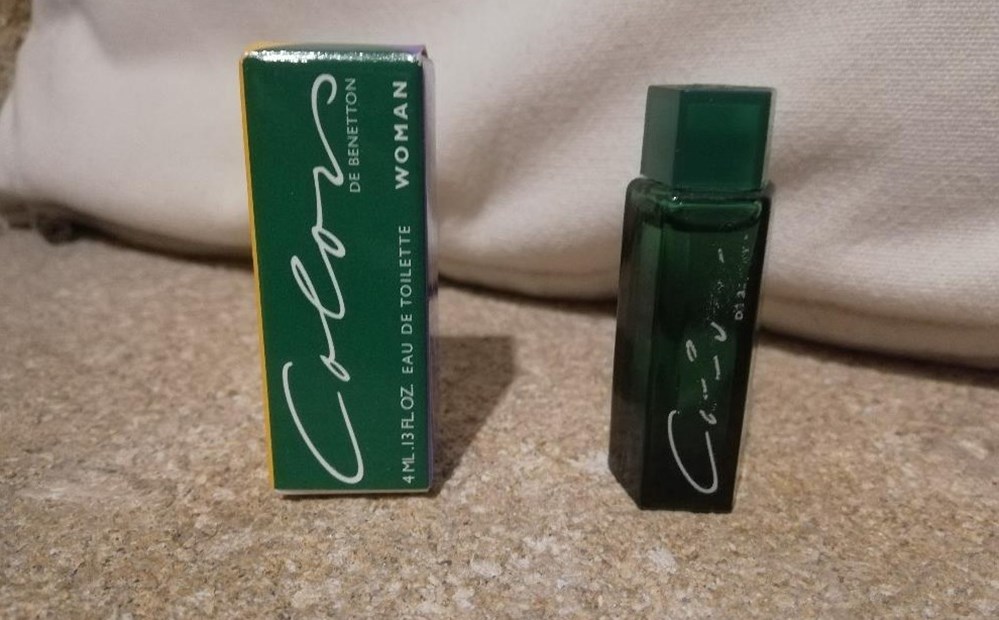 Colors
DE BENETTON
4 ML .13 FL.OZ. EAU DE TOILETTE WOMAN